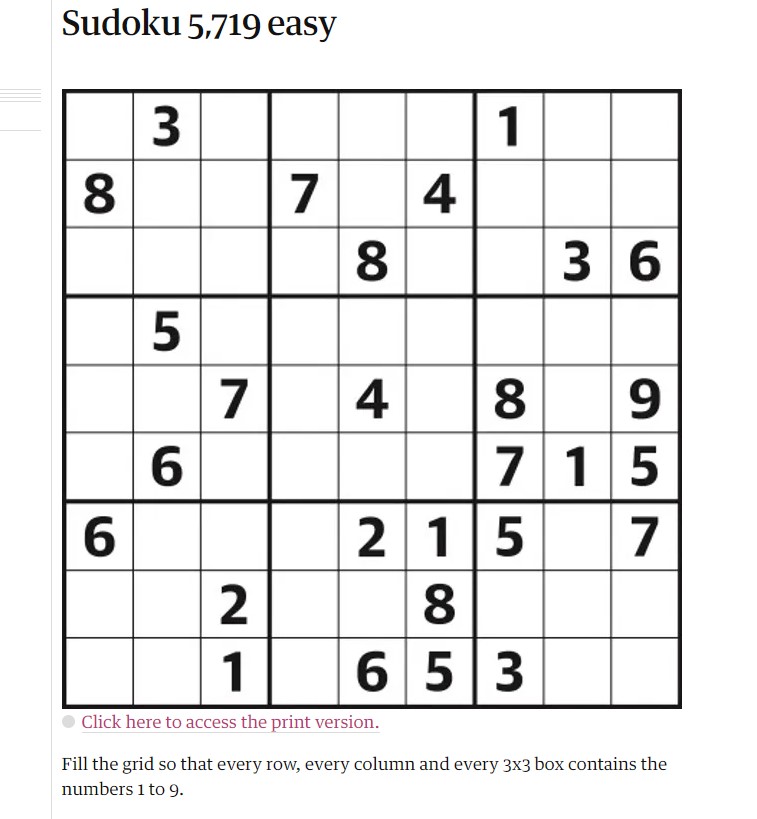 Sudoku 5,719 easy
3 1
8 7 4
8 3 6
5
7 4 8 9
6 7 1 5
6 2 1 5 7
2 8
1 6 5 3
Click here to access the print version.
Fill the grid so that every row, every column and every 3x3 box contains the
numbers 1 to 9.